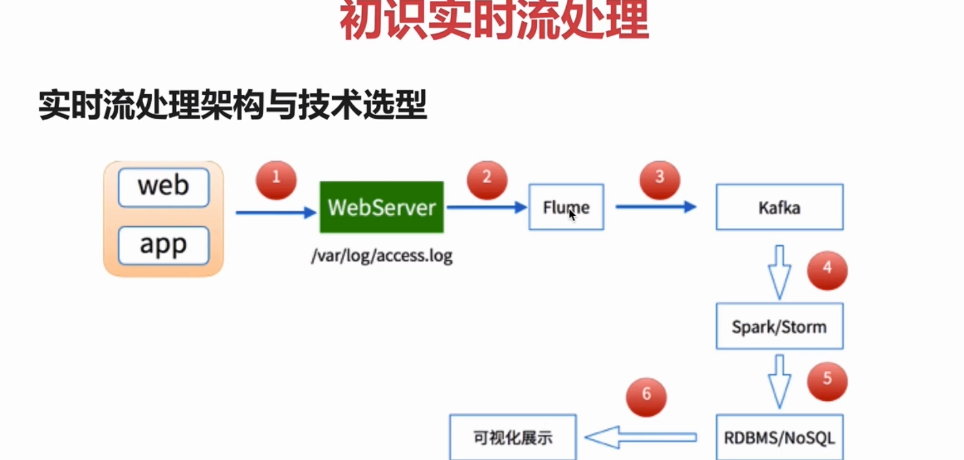 初识实时流处理
实时流处理架构与技术选型
web
app
1
WebServer
/var/log/access.log
2
Flume
3
Kafka
4
Spark/Storm
5
RDBMS/NoSQL
6
可视化展示